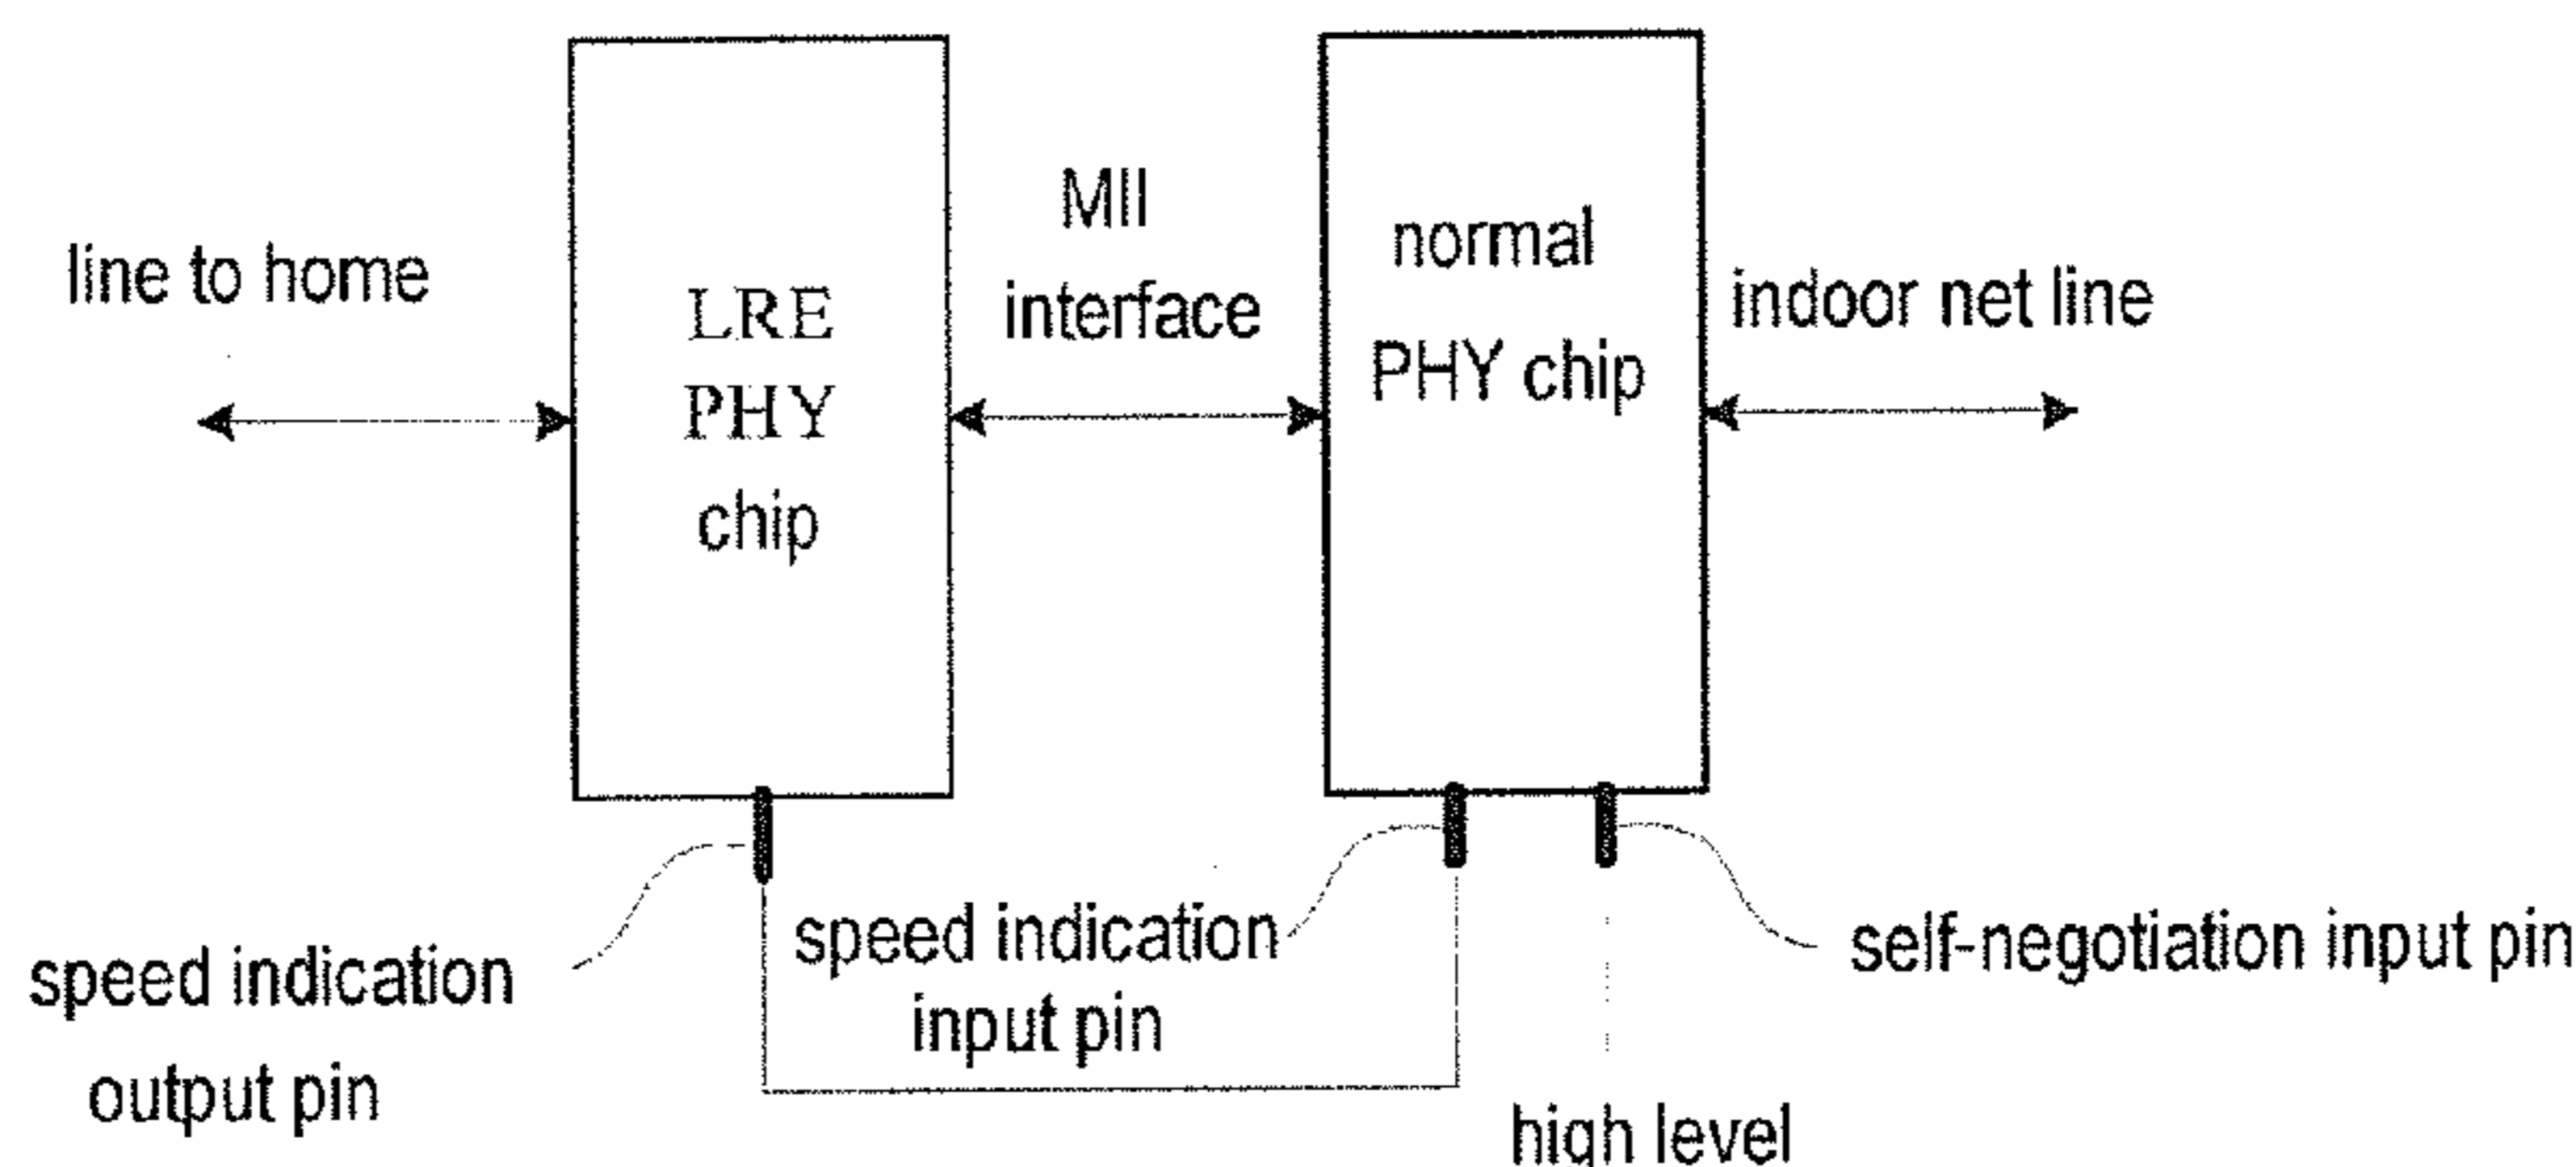 line to home
LRE
PHY
chip
MII
interface
normal
PHY chip
indoor net line
speed indication
output pin
speed indication
input pin
self-negotiation input pin
high level